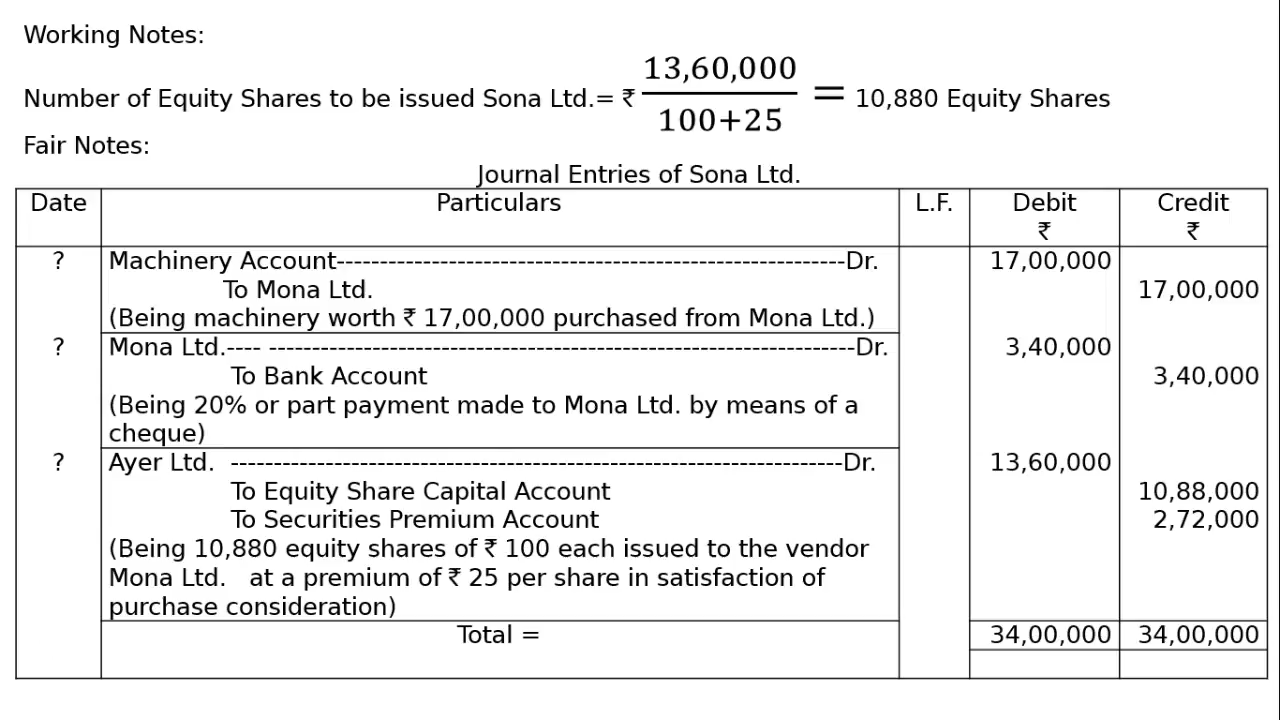 Working Notes:
Number of Equity Shares to be issued Sona Ltd.= ₹ 13,60,000 / 100+25 = 10,880 Equity Shares
Fair Notes:
Journal Entries of Sona Ltd.
Date Particulars L.F. Debit Credit
₹ ₹
? Machinery Account-----------------------------------------------------------Dr. 17,00,000
To Mona Ltd. 17,00,000
(Being machinery worth ₹ 17,00,000 purchased from Mona Ltd.)
? Mona Ltd.---- --------------------------------------------------------------------Dr. 3,40,000
To Bank Account 3,40,000
(Being 20% or part payment made to Mona Ltd. by means of a
cheque)
? Ayer Ltd. -----------------------------------------------------------------------Dr. 13,60,000
To Equity Share Capital Account 10,88,000
To Securities Premium Account 2,72,000
(Being 10,880 equity shares of ₹ 100 each issued to the vendor
Mona Ltd. at a premium of ₹ 25 per share in satisfaction of
purchase consideration)
Total = 34,00,000 34,00,000